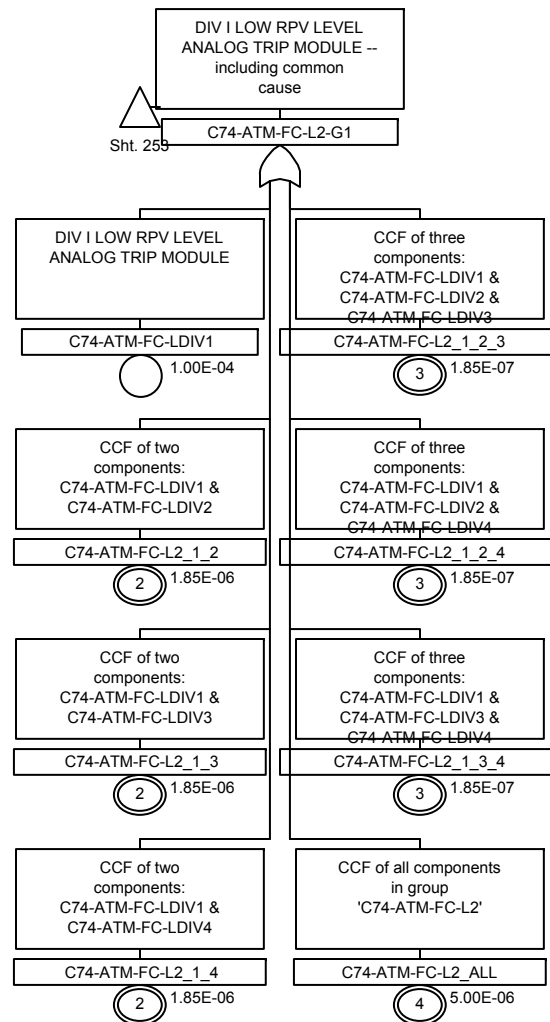 DIV I LOW RPV LEVEL
ANALOG TRIP MODULE --
including common
cause
C74-ATM-FC-L2-G1
Sht. 253
DIV I LOW RPV LEVEL
ANALOG TRIP MODULE
C74-ATM-FC-LDIV1
1.00E-04
CCF of three
components:
C74-ATM-FC-LDIV1 &
C74-ATM-FC-LDIV2 &
C74-ATM-FC-LDIV3
C74-ATM-FC-L2_1_2_3
3
1.85E-07
CCF of two
components:
C74-ATM-FC-LDIV1 &
C74-ATM-FC-LDIV2
C74-ATM-FC-L2_1_2
2
1.85E-06
CCF of three
components:
C74-ATM-FC-LDIV1 &
C74-ATM-FC-LDIV2 &
C74-ATM-FC-LDIV4
C74-ATM-FC-L2_1_2_4
3
1.85E-07
CCF of two
components:
C74-ATM-FC-LDIV1 &
C74-ATM-FC-LDIV3
C74-ATM-FC-L2_1_3
2
1.85E-06
CCF of three
components:
C74-ATM-FC-LDIV1 &
C74-ATM-FC-LDIV3 &
C74-ATM-FC-LDIV4
C74-ATM-FC-L2_1_3_4
3
1.85E-07
CCF of two
components:
C74-ATM-FC-LDIV1 &
C74-ATM-FC-LDIV4
C74-ATM-FC-L2_1_4
2
1.85E-06
CCF of all components
in group
'C74-ATM-FC-L2'
C74-ATM-FC-L2_ALL
4
5.00E-06